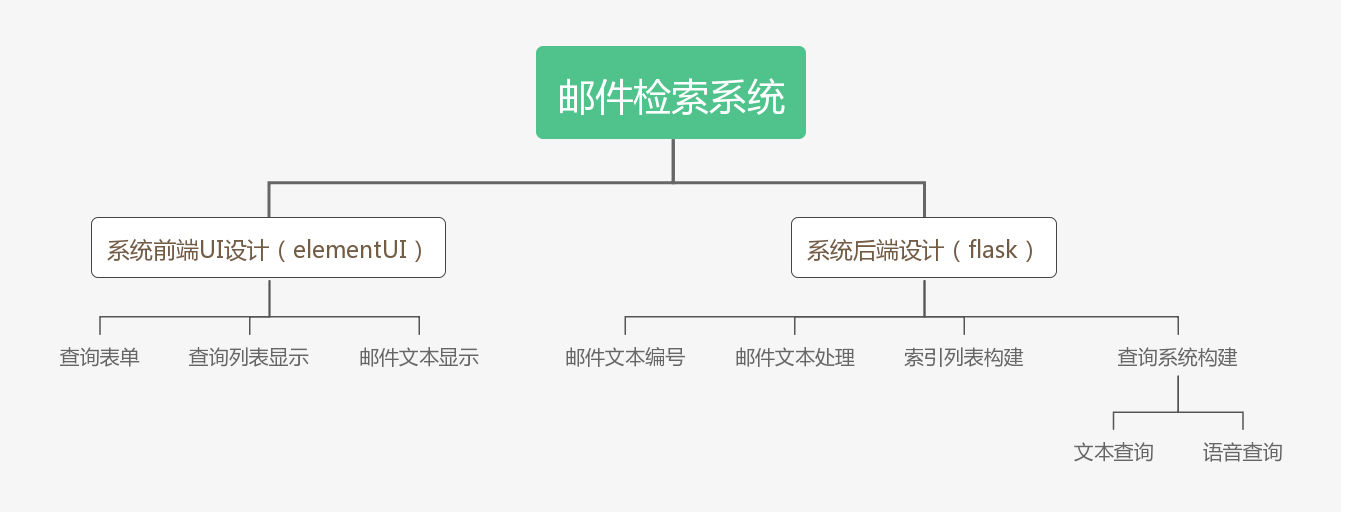 邮件检索系统
系统前端UI设计（elementUI）
系统后端设计（flask）
查询表单
查询列表显示
邮件文本显示
邮件文本编号
邮件文本处理
索引列表构建
查询系统构建
文本查询
语音查询